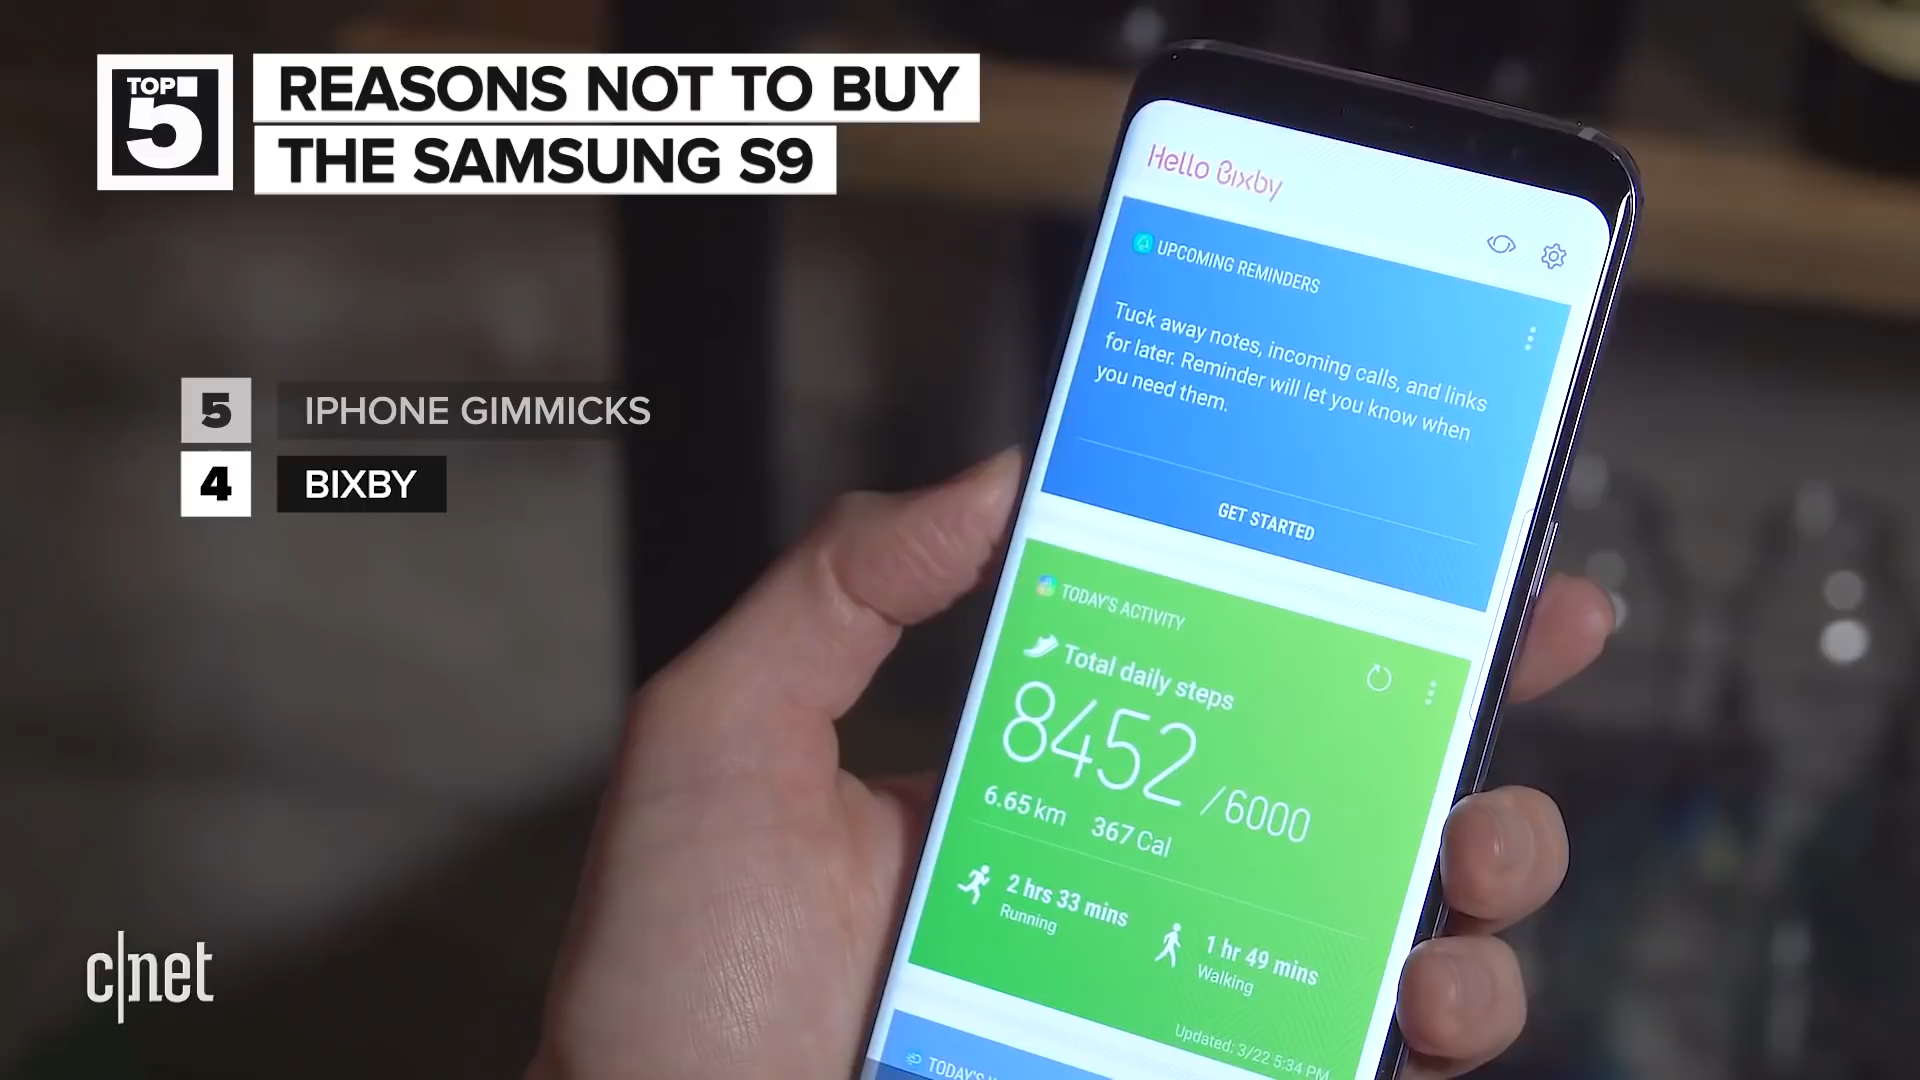 TOP 5
REASONS NOT TO BUY
THE SAMSUNG S9
5 IPHONE GIMMICKS
4 BIXBY
c|net
Hello Bixby
UPCOMING REMINDERS
Tuck away notes, incoming calls, and links
for later. Reminder will let you know when
you need them.
GET STARTED
TODAY'S ACTIVITY
Total daily steps
8452 /6000
6.65 km 367 Cal
2 hrs 33 mins
Running
1 hr 49 mins
Walking
Updated: 3/22 5:34 PM
TODAY'S